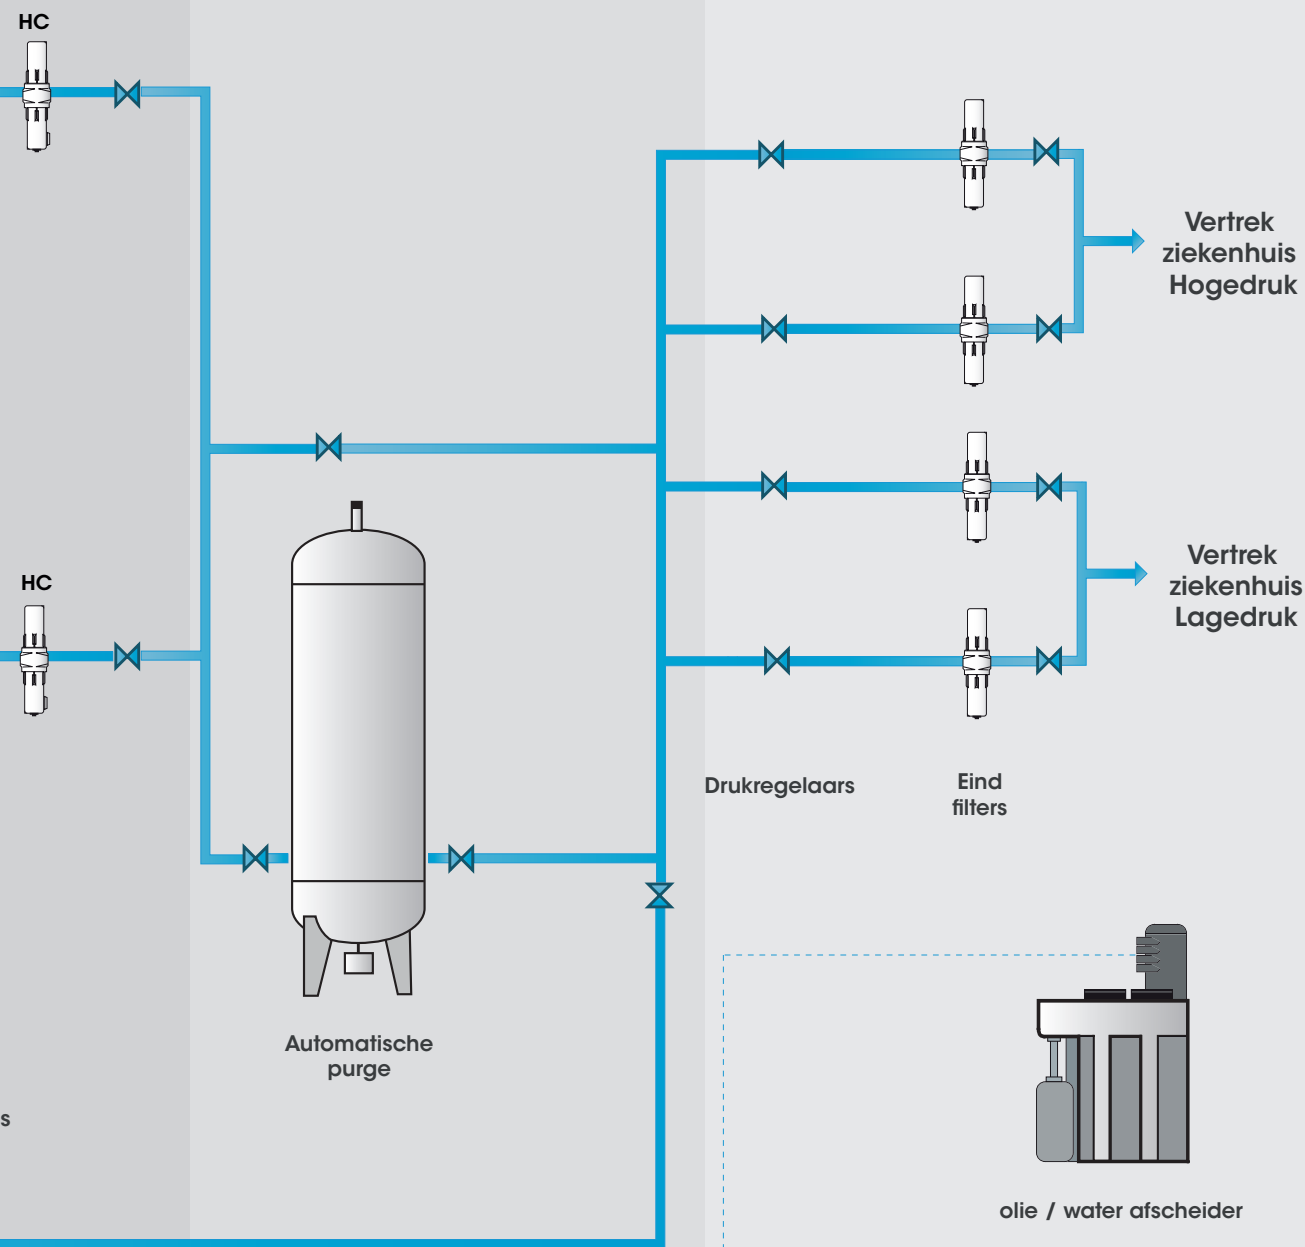 HC
Vertrek
ziekenhuis
Hogedruk
HC
Vertrek
ziekenhuis
Lagedruk
Drukregelaars
Eind
filters
Automatische
purge
s
olie / water afscheider